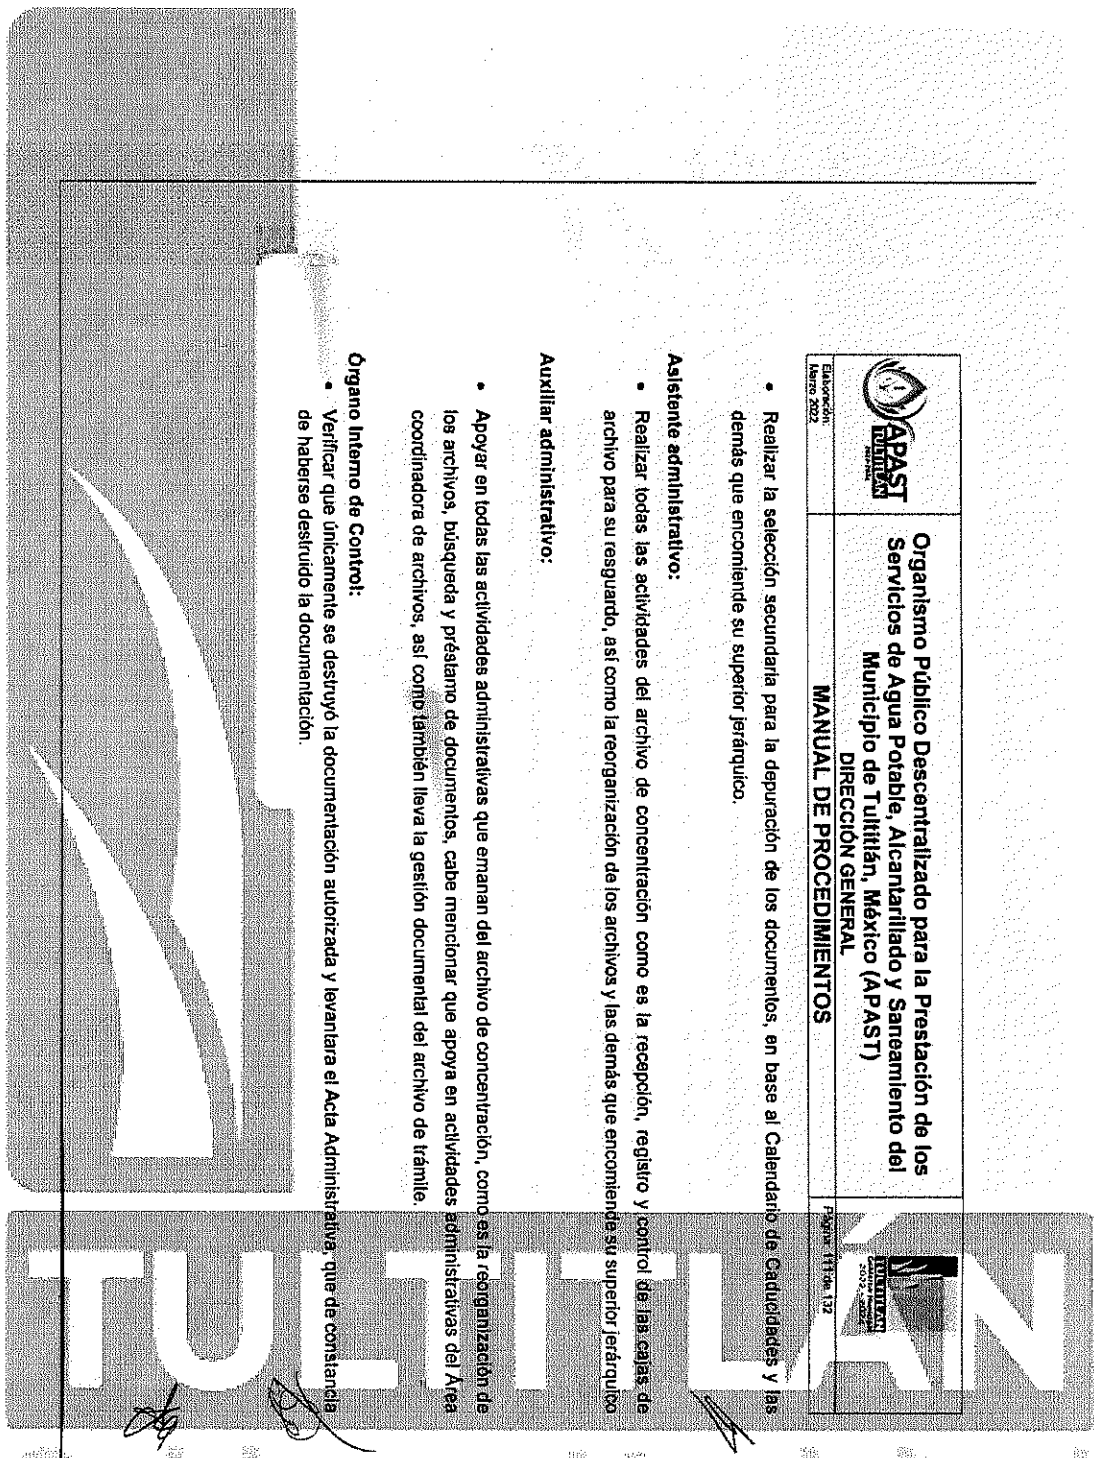 APAST
TULTITLÁN
Organismo Público Descentralizado para la Prestación de los
Servicios de Agua Potable, Alcantarillado y Saneamiento del
Municipio de Tultitlán, México (APAST)
DIRECCIÓN GENERAL
TULTITLÁN
2022 - 2024
Elaboración:
Marzo 2022
MANUAL DE PROCEDIMIENTOS
Página 111 de 132
• Realizar la selección secundaria para la depuración de los documentos, en base al Calendario de Caducidades y las
demás que encomiende su superior jerárquico.
Asistente administrativo:
• Realizar todas las actividades del archivo de concentración como es la recepción, registro y control de las cajas de
archivo para su resguardo, así como la reorganización de los archivos y las demás que encomiende su superior jerárquico
Auxiliar administrativo:
• Apoyar en todas las actividades administrativas que emanan del archivo de concentración, como es la reorganización de
los archivos, búsqueda y préstamo de documentos, cabe mencionar que apoya en actividades administrativas del Área
coordinadora de archivos, así como también lleva la gestión documental del archivo de trámite.
Órgano Interno de Control:
• Verificar que únicamente se destruyó la documentación autorizada y levantara el Acta Administrativa, que de constancia
de haberse destruido la documentación.
TULTITLÁN